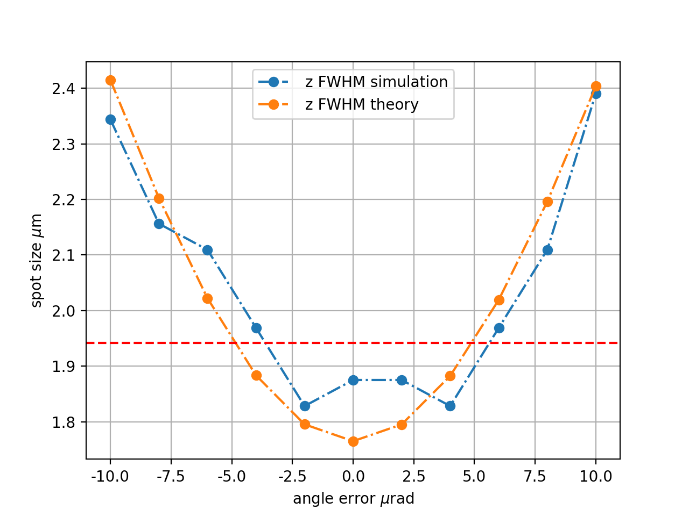 z FWHM simulation
z FWHM theory
2.4
2.3
2.2
2.1
2.0
1.9
1.8
spot size μm
-10.0 -7.5 -5.0 -2.5 0.0 2.5 5.0 7.5 10.0
angle error μrad